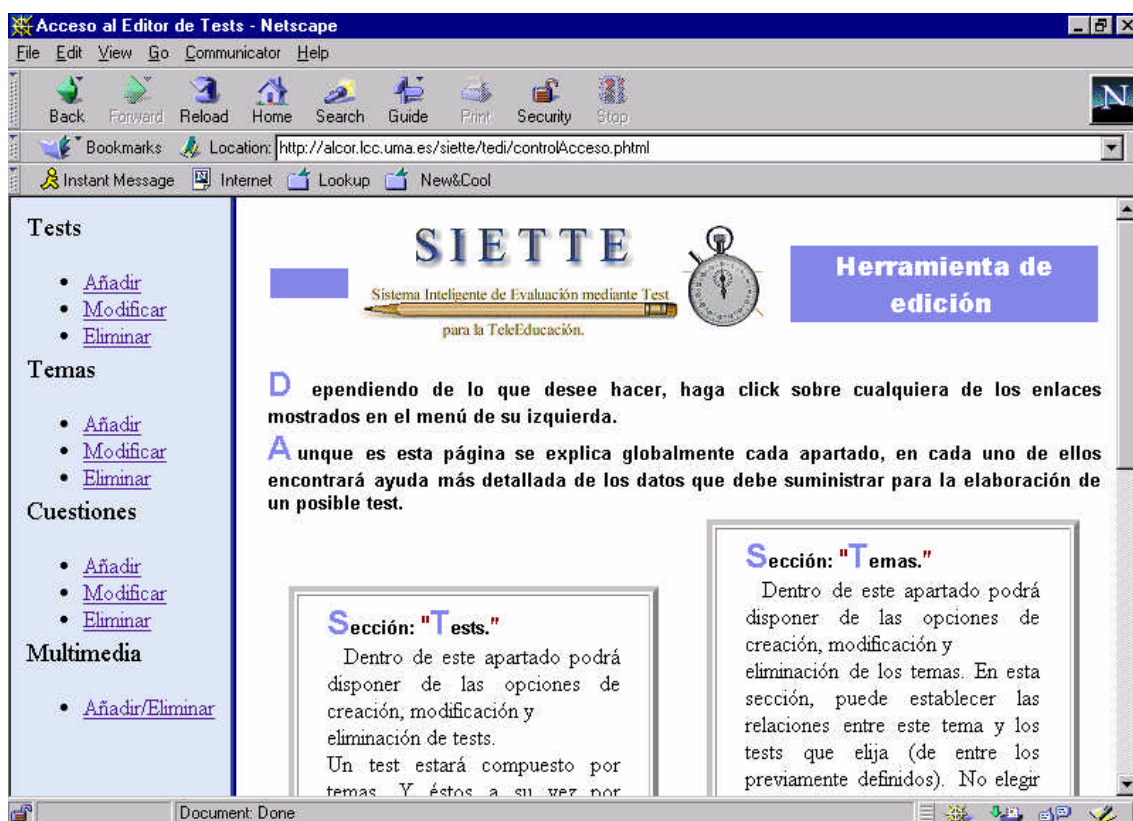 Acceso al Editor de Tests - Netscape
File Edit View Go Communicator Help
Back Forward Reload Home Search Guide Print Security Stop
N
Bookmarks Location: http://alcor.lcc.uma.es/siette/tedi/controlAcceso.phtml
Instant Message Internet Lookup New&Cool
Tests
Añadir
Modificar
Eliminar
Temas
Añadir
Modificar
Eliminar
Cuestiones
Añadir
Modificar
Eliminar
Multimedia
Añadir/Eliminar
SIETTE
Sistema Inteligente de Evaluación mediante Test
para la TeleEducación.
Herramienta de
edición
Dependiendo de lo que desee hacer, haga click sobre cualquiera de los enlaces
mostrados en el menú de su izquierda.
Aunque es esta página se explica globalmente cada apartado, en cada uno de ellos
encontrará ayuda más detallada de los datos que debe suministrar para la elaboración de
un posible test.
Sección: "Tests."
Dentro de este apartado podrá
disponer de las opciones de
creación, modificación y
eliminación de tests.
Un test estará compuesto por
temas. Y éstos a su vez por
Sección: "Temas."
Dentro de este apartado podrá
disponer de las opciones de
creación, modificación y
eliminación de los temas. En esta
sección, puede establecer las
relaciones entre este tema y los
tests que elija (de entre los
previamente definidos). No elegir
Document: Done